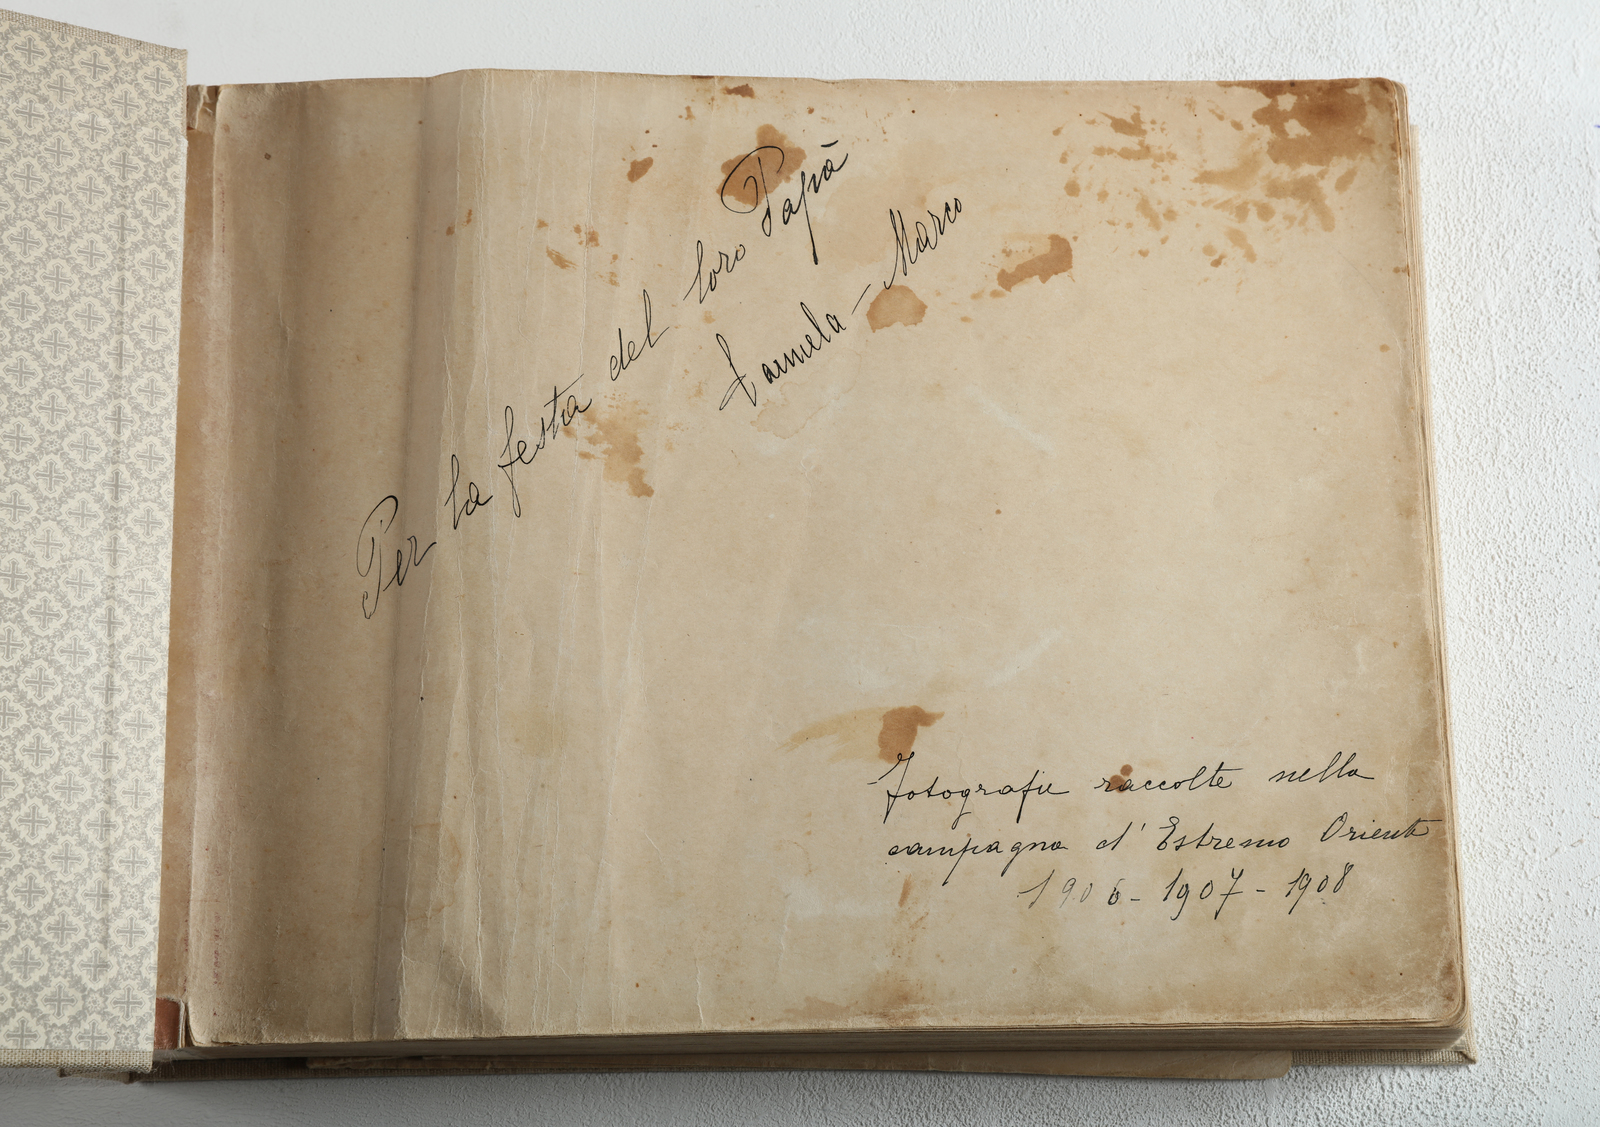 Per la festa del loro Papà
Carmela - Marco
Fotografie raccolte nella
campagna d'Estremo Oriente
1906 - 1907 - 1908